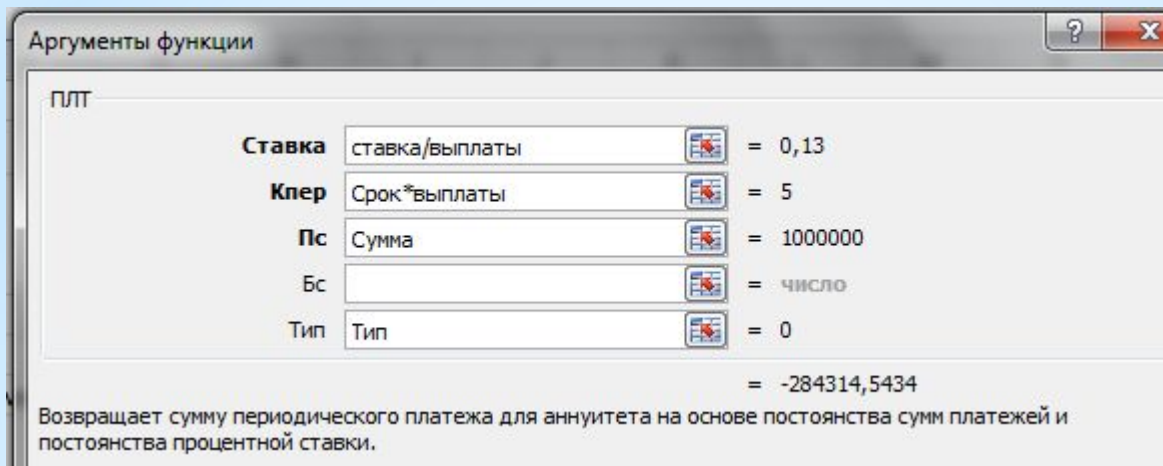 Аргументы функции
ПЛТ
Ставка ставка/выплаты = 0,13
Кпер Срок*выплаты = 5
Пс Сумма = 1000000
Бс = число
Тип Тип = 0
= -284314,5434
Возвращает сумму периодического платежа для аннуитета на основе постоянства сумм платежей и
постоянства процентной ставки.